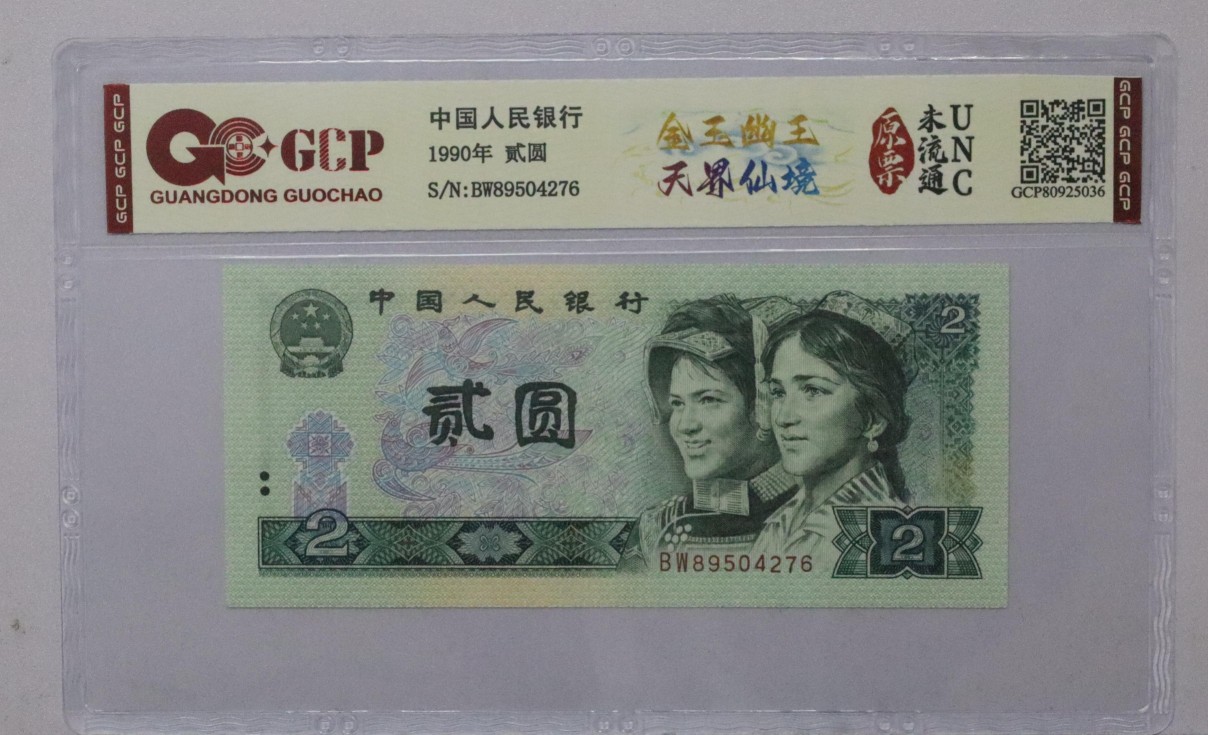 GCP GCP GCP
GCP
GUANGDONG GUOCHAO
中国人民银行
1990年 贰圆
S/N:BW89504276
金玉幽王
天界仙境
原票
未流通
UNC
GCP80925036
GCP GCP GCP
中国人民银行
2
贰圆
2
BW89504276
2